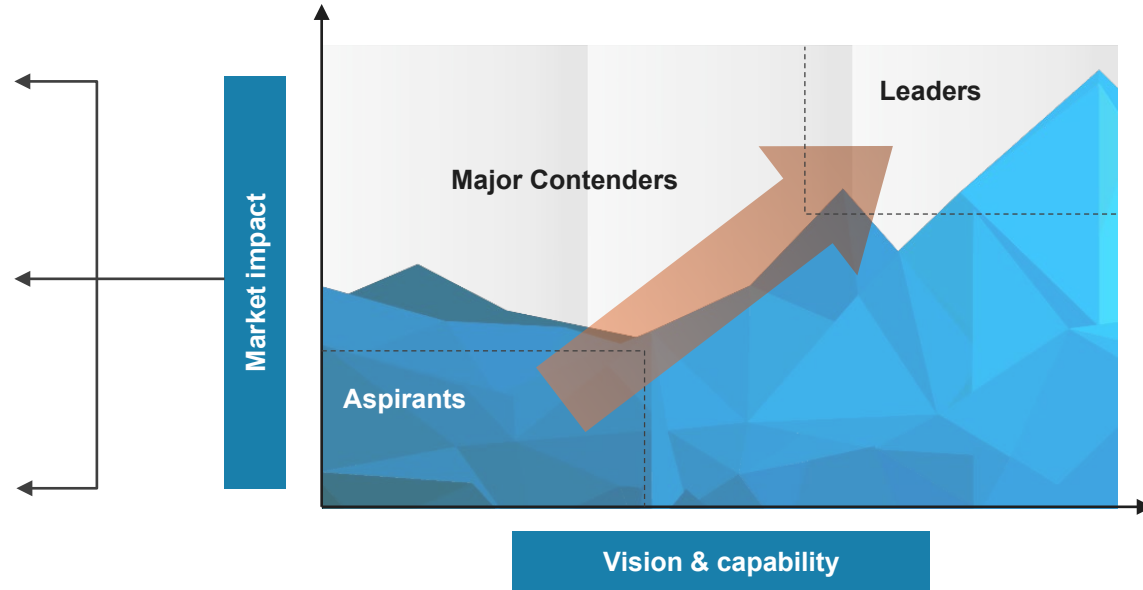 Leaders
Major Contenders
Market impact
Aspirants
Vision & capability